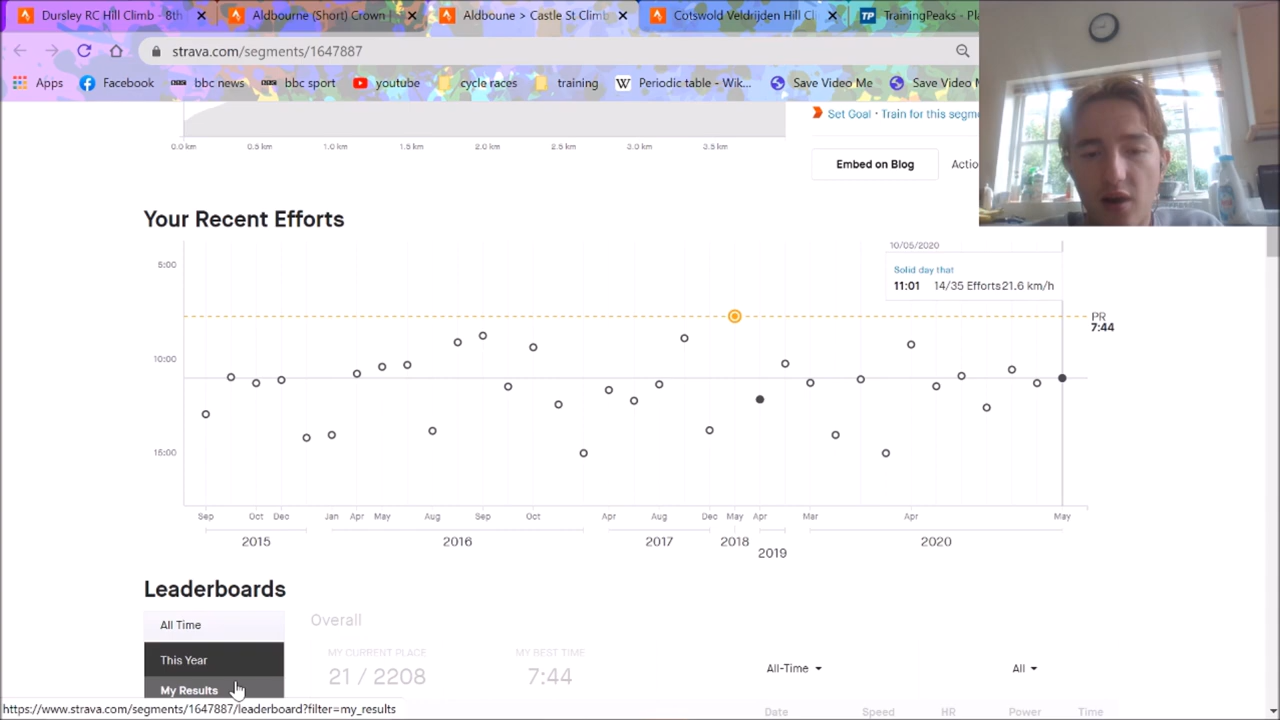 Dursley RC Hill Climb - 8th
Aldbourne (Short) Crown
Aldboune > Castle St Climb
Cotswold Veldrijden Hill Cl
TP TrainingPeaks - Pla
strava.com/segments/1647887
Apps
Facebook
BBC bbc news
BBC bbc sport
youtube
cycle races
training
W Periodic table - Wik...
Save Video Me
Save Video
0.0 km 0.5 km 1.0 km 1.5 km 2.0 km 2.5 km 3.0 km 3.5 km
Set Goal · Train for this segm
Embed on Blog
Actio
Your Recent Efforts
10/05/2020
Solid day that
11:01 14/35 Efforts21.6 km/h
5:00
10:00
15:00
PR
7:44
Sep Oct Dec Jan Apr May Aug Sep Oct Apr Aug Dec May Apr Mar Apr May
2015 2016 2017 2018 2019 2020
Leaderboards
All Time
This Year
My Results
Overall
MY CURRENT PLACE
21 / 2208
MY BEST TIME
7:44
All-Time
All
Date Speed HR Power Time
https://www.strava.com/segments/1647887/leaderboard?filter=my_results